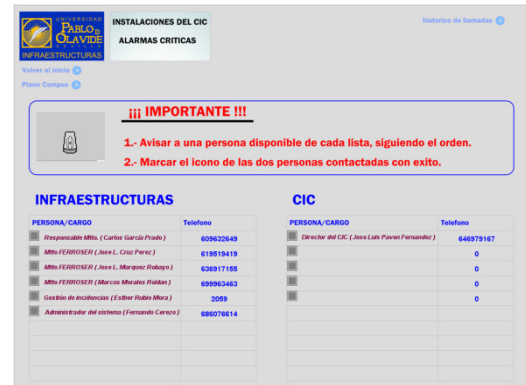 UNIVERSIDAD
PABLO DE
OLAVIDE
SEVILLA
INFRAESTRUCTURAS
INSTALACIONES DEL CIC
ALARMAS CRITICAS
historico de llamadas
Volver al inicio
Plano Campus
¡¡¡ IMPORTANTE !!!
1.- Avisar a una persona disponible de cada lista, siguiendo el orden.
2.- Marcar el icono de las dos personas contactadas con exito.
INFRAESTRUCTURAS
PERSONA/CARGO Telefono
Responsable Mtto. ( Carlos García Prado ) 609632649
Mtto FERROSER ( Jose L. Cruz Perez ) 619519419
Mtto FERROSER ( Jose L. Marquez Robayo ) 636917155
Mtto FERROSER ( Marcos Morales Roldan ) 699963463
Gestión de incidencias ( Esther Rubio Mora ) 2059
Administrador del sistema ( Fernando Cerezo ) 686076614
CIC
PERSONA/CARGO Telefono
Director del CIC ( Jose Luis Pavon Fernandez ) 646979167
0
0
0
0